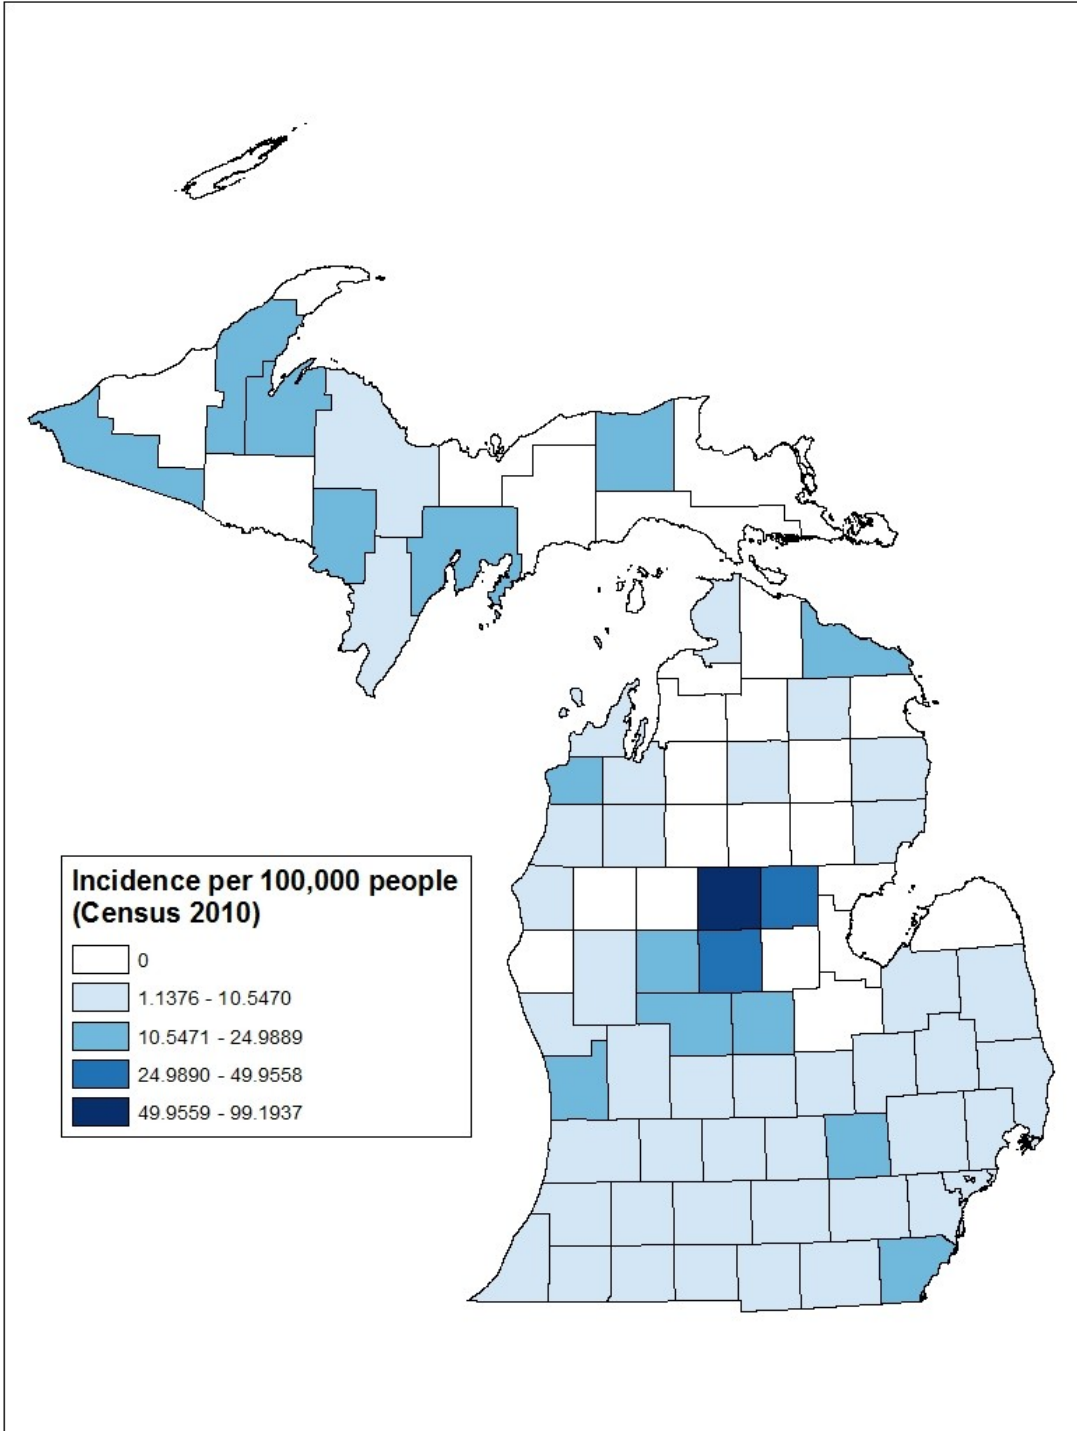 Incidence per 100,000 people
(Census 2010)
0
1.1376 - 10.5470
10.5471 - 24.9889
24.9890 - 49.9558
49.9559 - 99.1937